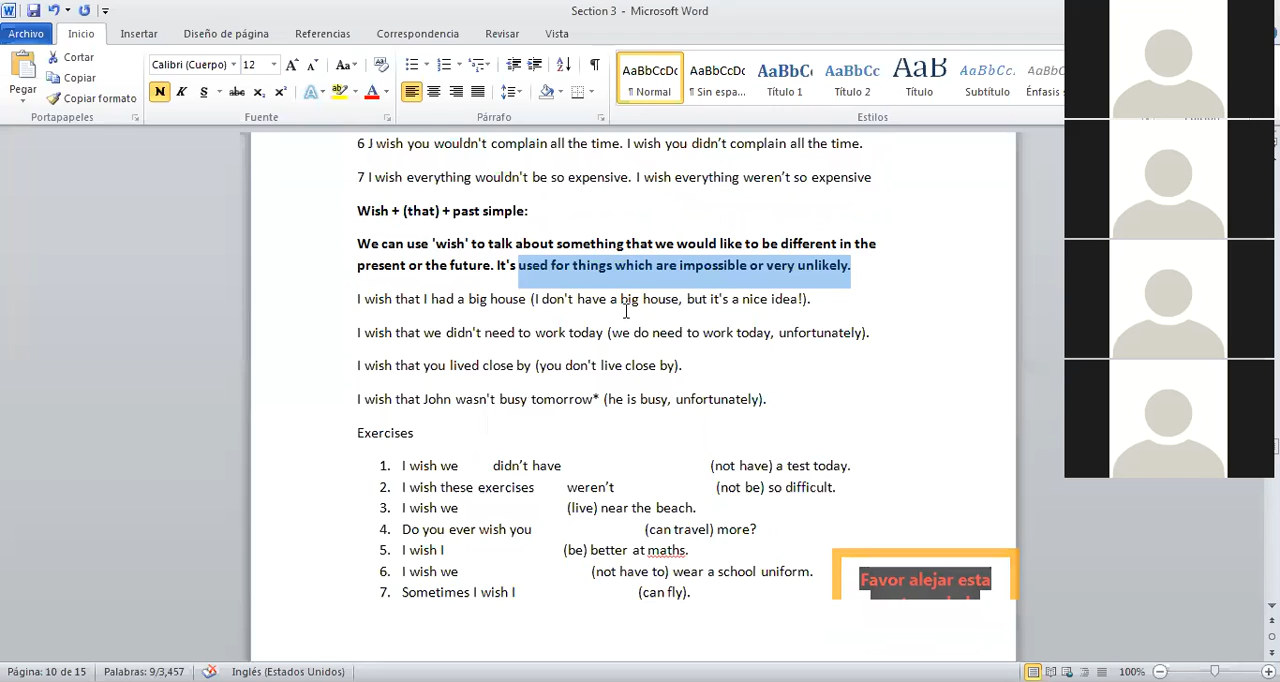 Section 3 - Microsoft Word
Archivo Inicio Insertar Diseño de página Referencias Correspondencia Revisar Vista
Pegar
Cortar
Copiar
Copiar formato
Portapapeles
Calibri (Cuerpo) 12
N K S abc x₂ x²
Fuente
Párrafo
AaBbCcDc AaBbCcDc AaBbC AaBbCc AaB AaBbCc. AaBbCc
¶ Normal ¶ Sin espa... Título 1 Título 2 Título Subtítulo Énfasis
Estilos
6 J wish you wouldn't complain all the time. I wish you didn’t complain all the time.
7 I wish everything wouldn't be so expensive. I wish everything weren’t so expensive
Wish + (that) + past simple:
We can use 'wish' to talk about something that we would like to be different in the
present or the future. It's used for things which are impossible or very unlikely.
I wish that I had a big house (I don't have a big house, but it's a nice idea!).
I wish that we didn't need to work today (we do need to work today, unfortunately).
I wish that you lived close by (you don't live close by).
I wish that John wasn't busy tomorrow* (he is busy, unfortunately).
Exercises
1. I wish we didn’t have (not have) a test today.
2. I wish these exercises weren’t (not be) so difficult.
3. I wish we (live) near the beach.
4. Do you ever wish you (can travel) more?
5. I wish I (be) better at maths.
6. I wish we (not have to) wear a school uniform.
7. Sometimes I wish I (can fly).
Favor alejar esta
Página: 10 de 15 Palabras: 9/3,457 Inglés (Estados Unidos) 100%